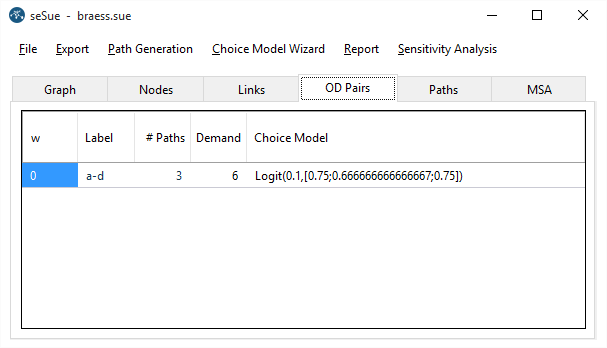 seSue - braess.sue
File Export Path Generation Choice Model Wizard Report Sensitivity Analysis
Graph Nodes Links OD Pairs Paths MSA
w Label # Paths Demand Choice Model
0 a-d 3 6 Logit(0.1,[0.75;0.666666666666667;0.75])